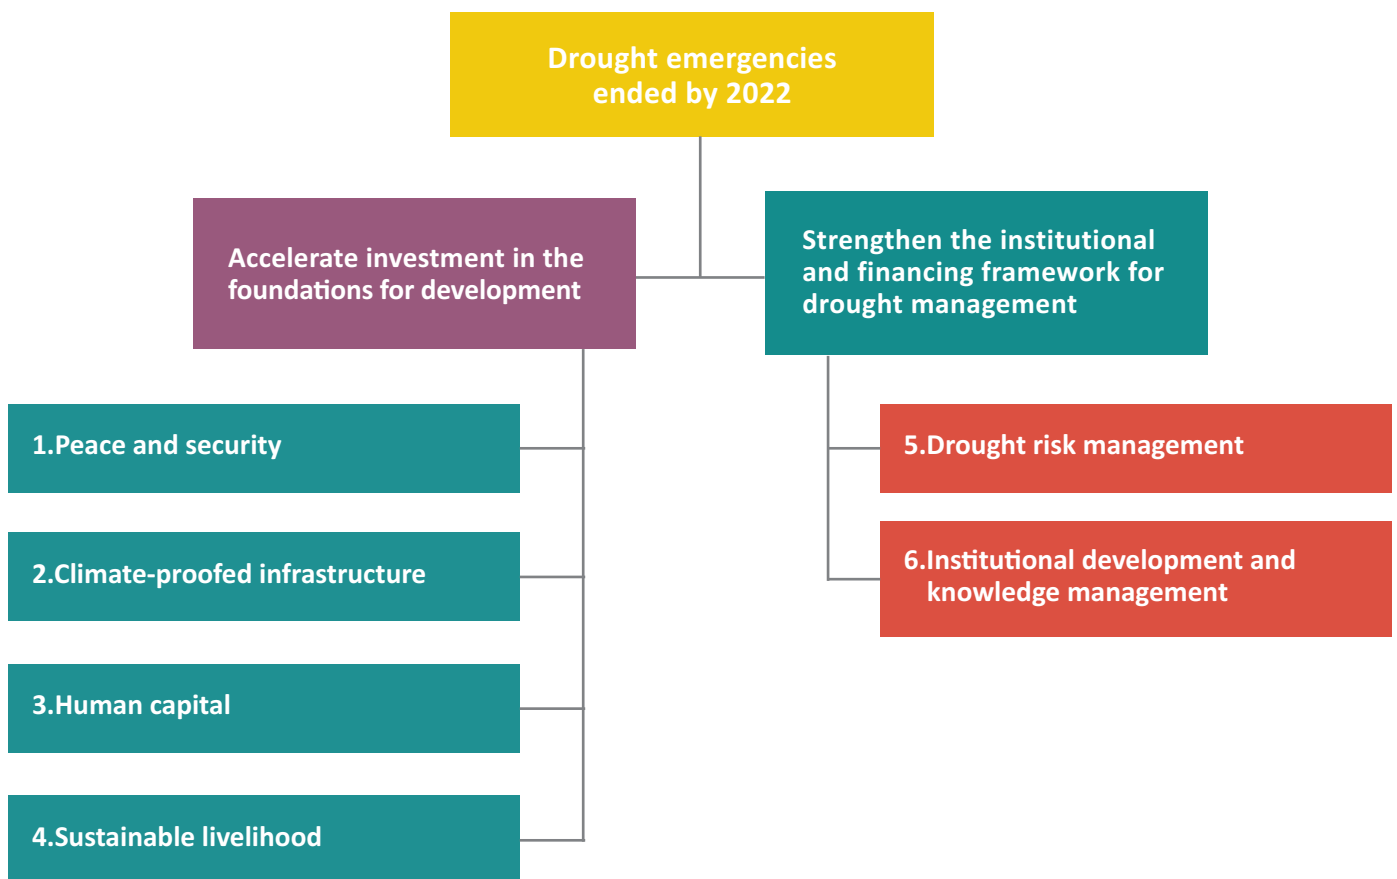 Drought emergencies
ended by 2022
Accelerate investment in the
foundations for development
Strengthen the institutional
and financing framework for
drought management
1.Peace and security
2.Climate-proofed infrastructure
3.Human capital
4.Sustainable livelihood
5.Drought risk management
6.Institutional development and
knowledge management